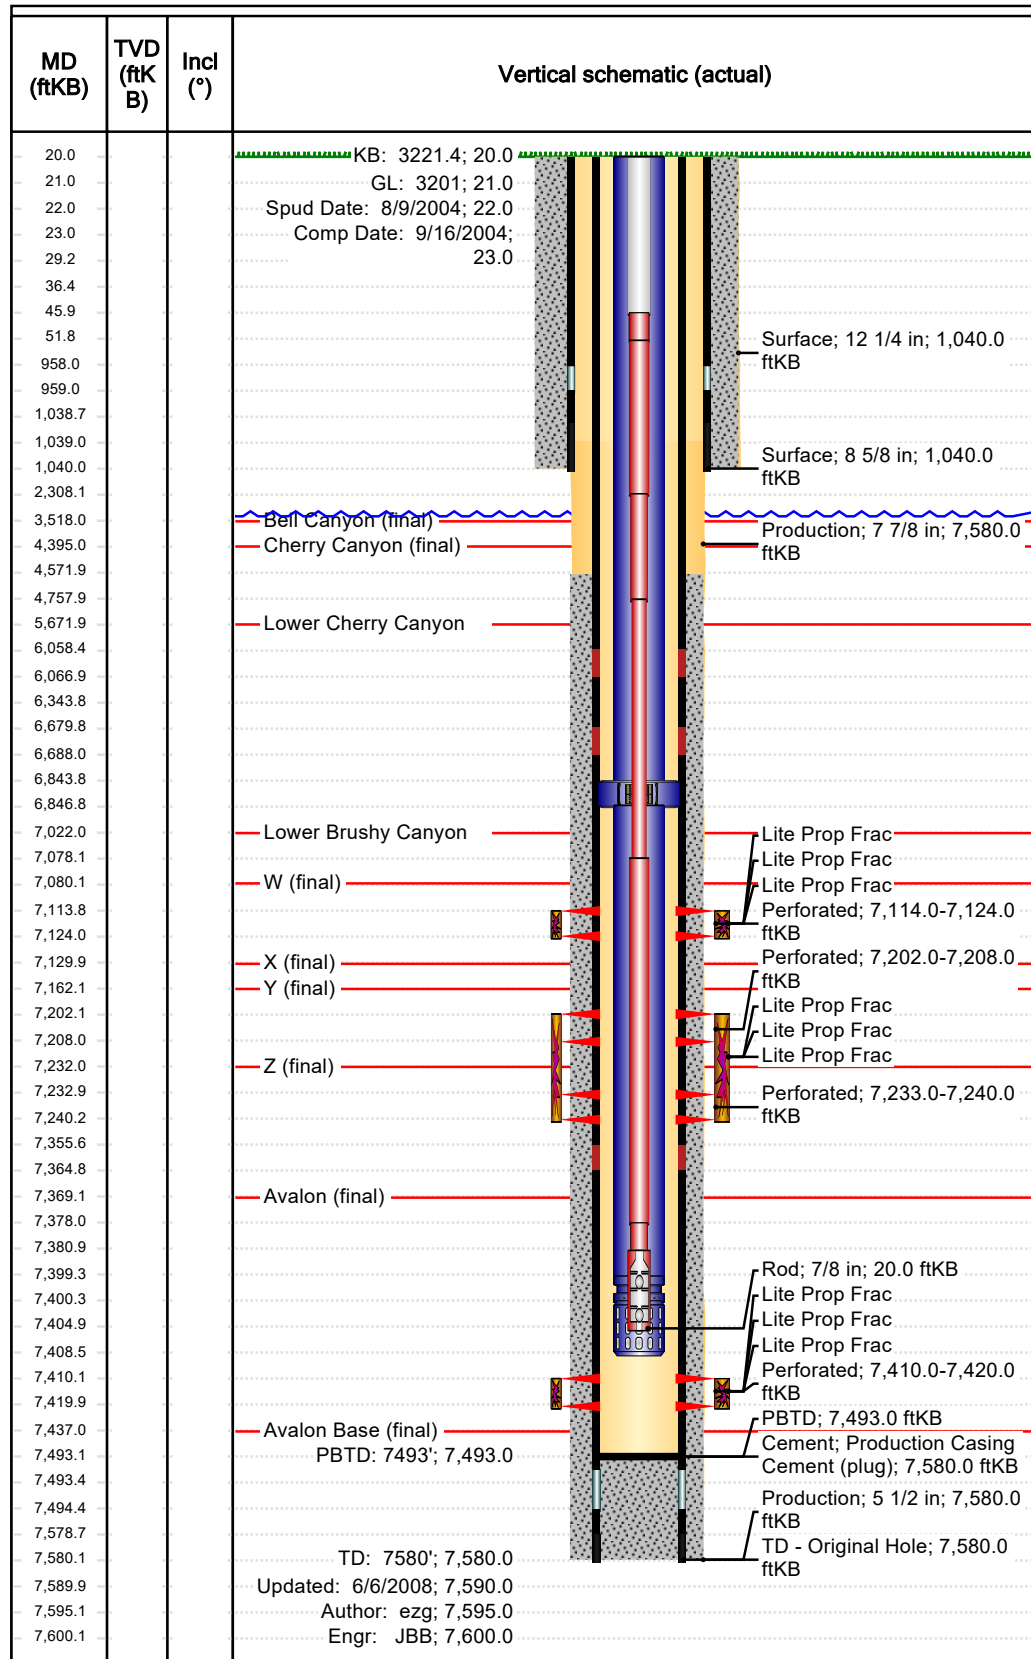 MD
(ftKB)
TVD
(ftK
B)
Incl
(°)
Vertical schematic (actual)
20.0
21.0
22.0
23.0
29.2
36.4
45.9
51.8
958.0
959.0
1,038.7
1,039.0
1,040.0
2,308.1
3,518.0
4,395.0
4,571.9
4,757.9
5,671.9
6,058.4
6,066.9
6,343.8
6,679.8
6,688.0
6,843.8
6,846.8
7,022.0
7,078.1
7,080.1
7,113.8
7,124.0
7,129.9
7,162.1
7,202.1
7,208.0
7,232.0
7,232.9
7,240.2
7,355.6
7,364.8
7,369.1
7,378.0
7,380.9
7,399.3
7,400.3
7,404.9
7,408.5
7,410.1
7,419.9
7,437.0
7,493.1
7,493.4
7,494.4
7,578.7
7,580.1
7,589.9
7,595.1
7,600.1
KB: 3221.4; 20.0
GL: 3201; 21.0
Spud Date: 8/9/2004; 22.0
Comp Date: 9/16/2004;
23.0
Bell Canyon (final)
Cherry Canyon (final)
Lower Cherry Canyon
Lower Brushy Canyon
W (final)
X (final)
Y (final)
Z (final)
Avalon (final)
Avalon Base (final)
PBTD: 7493'; 7,493.0
TD: 7580'; 7,580.0
Updated: 6/6/2008; 7,590.0
Author: ezg; 7,595.0
Engr: JBB; 7,600.0
Surface; 12 1/4 in; 1,040.0
ftKB
Surface; 8 5/8 in; 1,040.0
ftKB
Production; 7 7/8 in; 7,580.0
ftKB
Lite Prop Frac
Lite Prop Frac
Lite Prop Frac
Perforated; 7,114.0-7,124.0
ftKB
Perforated; 7,202.0-7,208.0
ftKB
Lite Prop Frac
Lite Prop Frac
Lite Prop Frac
Perforated; 7,233.0-7,240.0
ftKB
Rod; 7/8 in; 20.0 ftKB
Lite Prop Frac
Lite Prop Frac
Lite Prop Frac
Perforated; 7,410.0-7,420.0
ftKB
PBTD; 7,493.0 ftKB
Cement; Production Casing
Cement (plug); 7,580.0 ftKB
Production; 5 1/2 in; 7,580.0
ftKB
TD - Original Hole; 7,580.0
ftKB